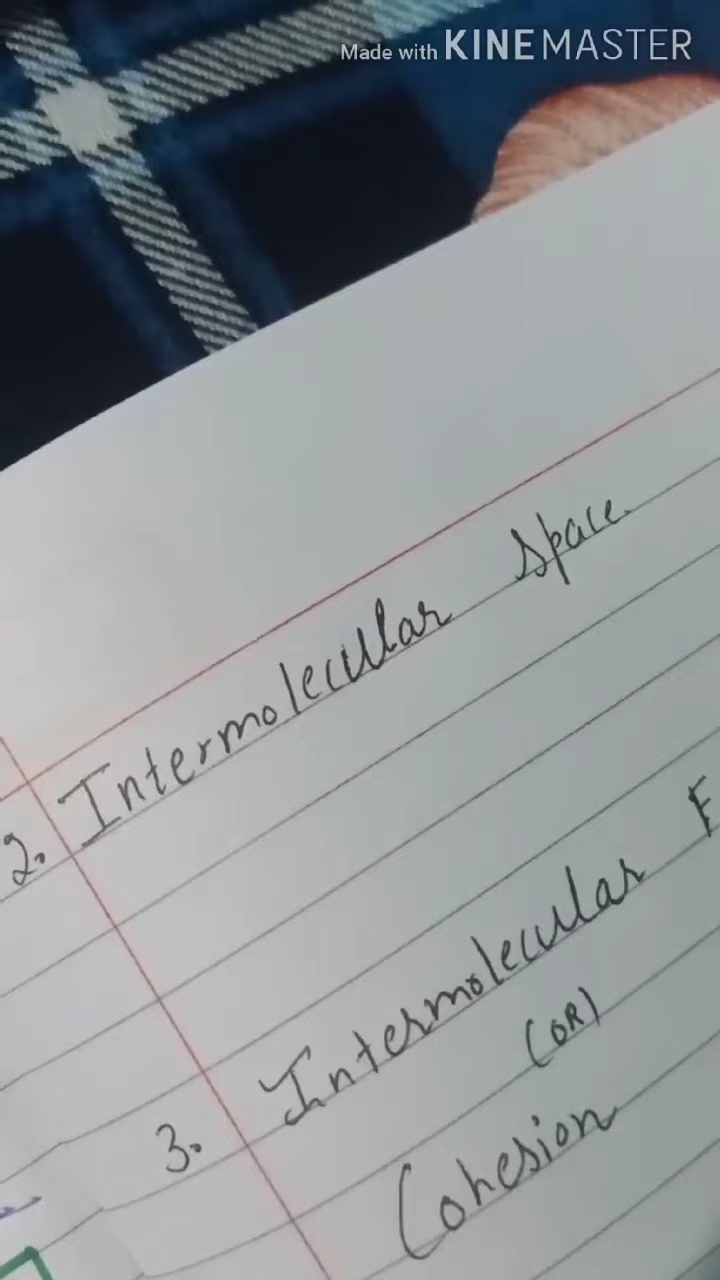 Made with KINEMASTER
2. Intermolecular space.
3. Intermolecular F
(OR)
Cohesion